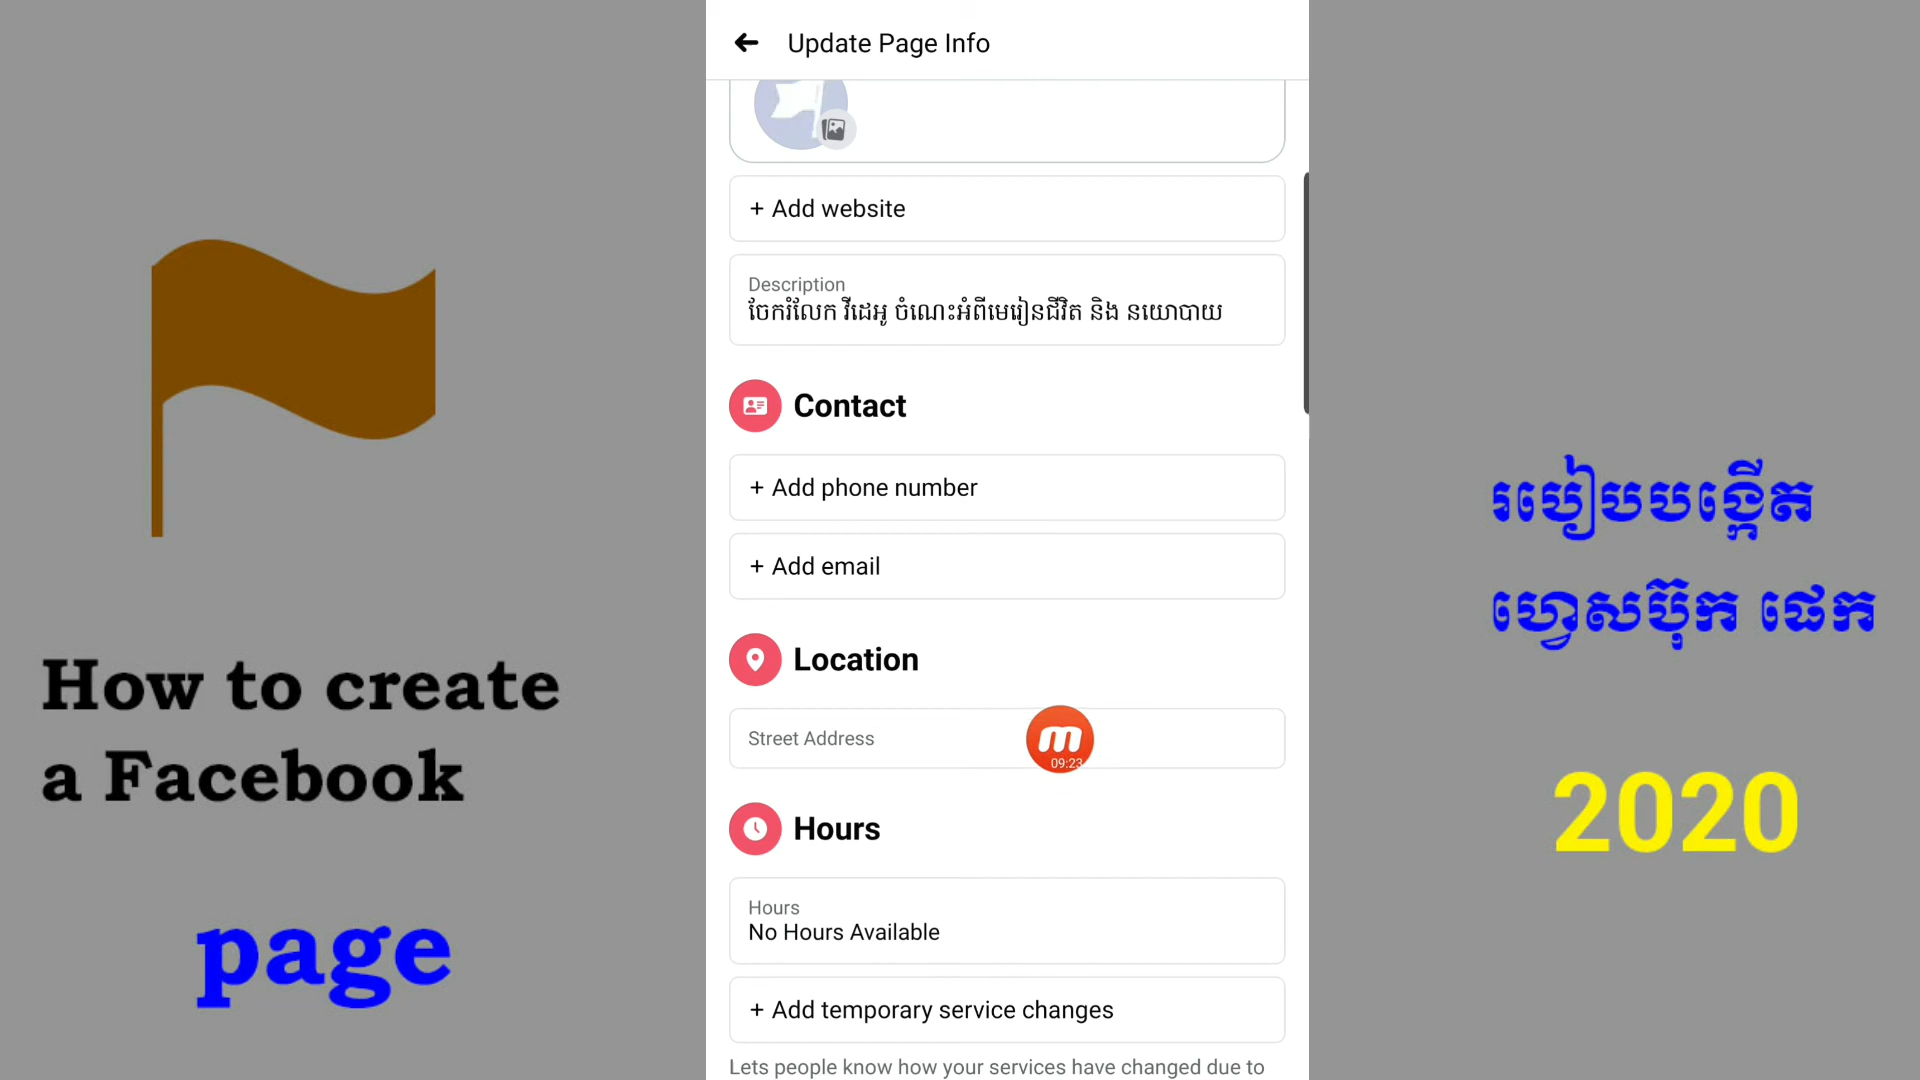 Update Page Info
+ Add website
Description
ចែករំលែក វីដេអូ ចំណេះអំពីមេរៀនជីវិត និង នយោបាយ
Contact
+ Add phone number
+ Add email
Location
Street Address
m
09:23
Hours
Hours
No Hours Available
+ Add temporary service changes
Lets people know how your services have changed due to
How to create
a Facebook
page
របៀបបង្កើត
ហ្វេសប៊ុក ផេក
2020